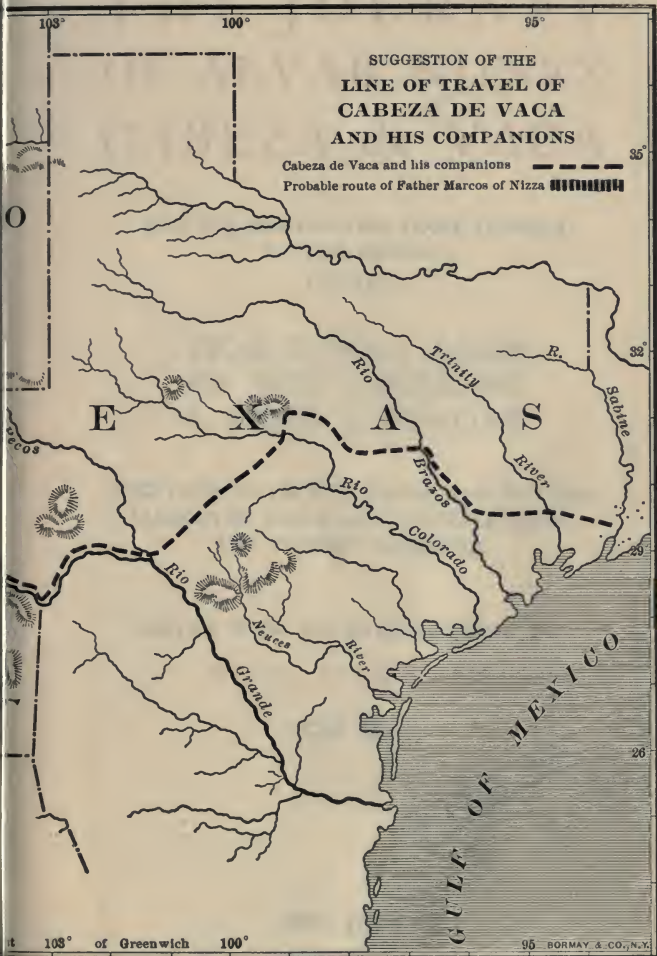 103° 100° 95°
SUGGESTION OF THE
LINE OF TRAVEL OF
CABEZA DE VACA
AND HIS COMPANIONS
Cabeza de Vaca and his companions
Probable route of Father Marcos of Nizza
35°
O
32
Rio
Trinity
R.
Sabine
E X A S
ecos
Brazos
River
Rio
Colorado
29
Rio
Neuces
River
Grande
GULF OF MEXICO
26
103° of Greenwich 100° 95 BORMAY & CO., N.Y.